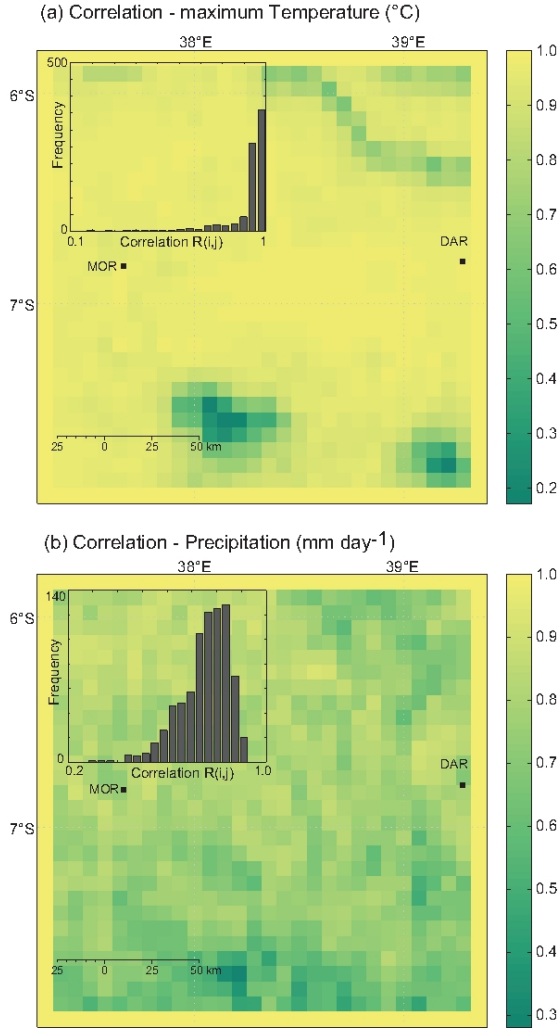 (a) Correlation - maximum Temperature (°C)
38°E 39°E
6°S
7°S
500
Frequency
0
0.1 Correlation R(i,j) 1
MOR
DAR
25 0 25 50 km
1.0
0.9
0.8
0.7
0.6
0.5
0.4
0.3
0.2
(b) Correlation - Precipitation (mm day-1)
38°E 39°E
6°S
7°S
140
Frequency
0
0.2 Correlation R(i,j) 1.0
MOR
DAR
25 0 25 50 km
1.0
0.9
0.8
0.7
0.6
0.5
0.4
0.3